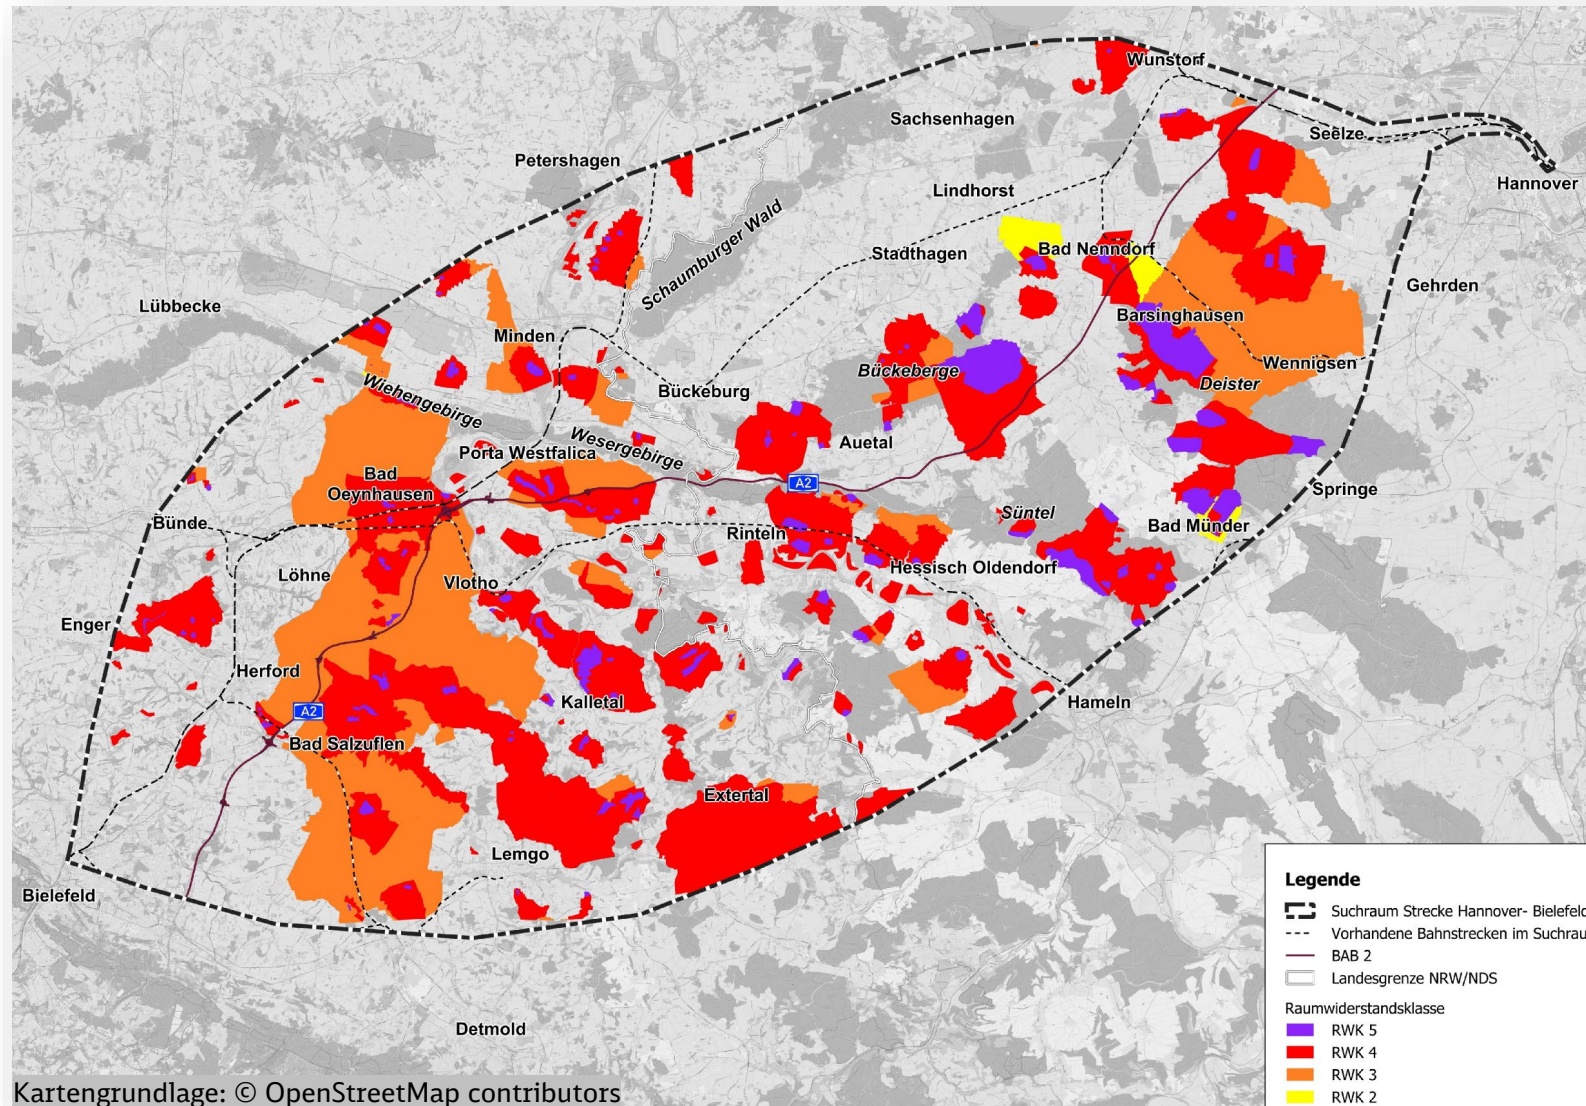 Wunstorf
Sachsenhagen
Seelze
Petershagen
Hannover
Lindhorst
Schaumburger Wald
Stadthagen
Bad Nenndorf
Gehrden
Lübbecke
Barsinghausen
Minden
Wennigsen
Bückeberge
Deister
Wiehengebirge
Bückeburg
Wesergebirge
Auetal
Porta Westfalica
Bad
Oeynhausen
A2
Springe
Süntel
Bünde
Bad Münder
Rinteln
Hessisch Oldendorf
Löhne
Vlotho
Enger
Herford
Kalletal
Hameln
A2
Bad Salzuflen
Extertal
Lemgo
Bielefeld
Detmold
Legende
Suchraum Strecke Hannover- Bielefeld
Vorhandene Bahnstrecken im Suchrau
BAB 2
Landesgrenze NRW/NDS
Raumwiderstandsklasse
RWK 5
RWK 4
RWK 3
RWK 2
Kartengrundlage: © OpenStreetMap contributors